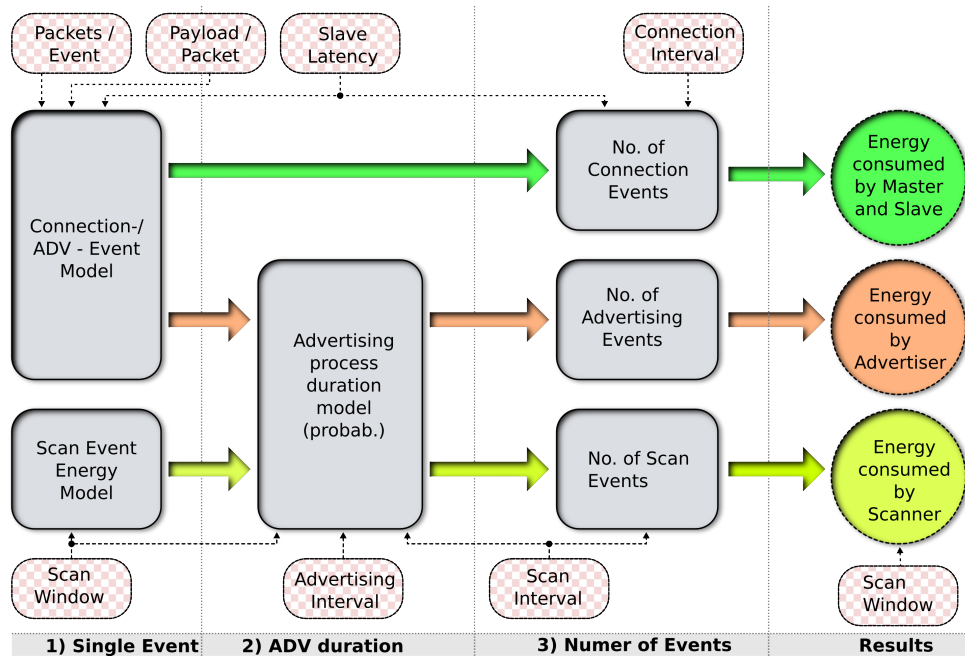 Packets /
Event
Payload /
Packet
Slave
Latency
Connection
Interval
Connection-/
ADV - Event
Model
No. of
Connection
Events
Energy
consumed
by Master
and Slave
Advertising
process
duration
model
(probab.)
No. of
Advertising
Events
Energy
consumed
by
Advertiser
Scan Event
Energy
Model
No. of Scan
Events
Energy
consumed
by
Scanner
Scan
Window
Advertising
Interval
Scan
Interval
Scan
Window
1) Single Event
2) ADV duration
3) Numer of Events
Results